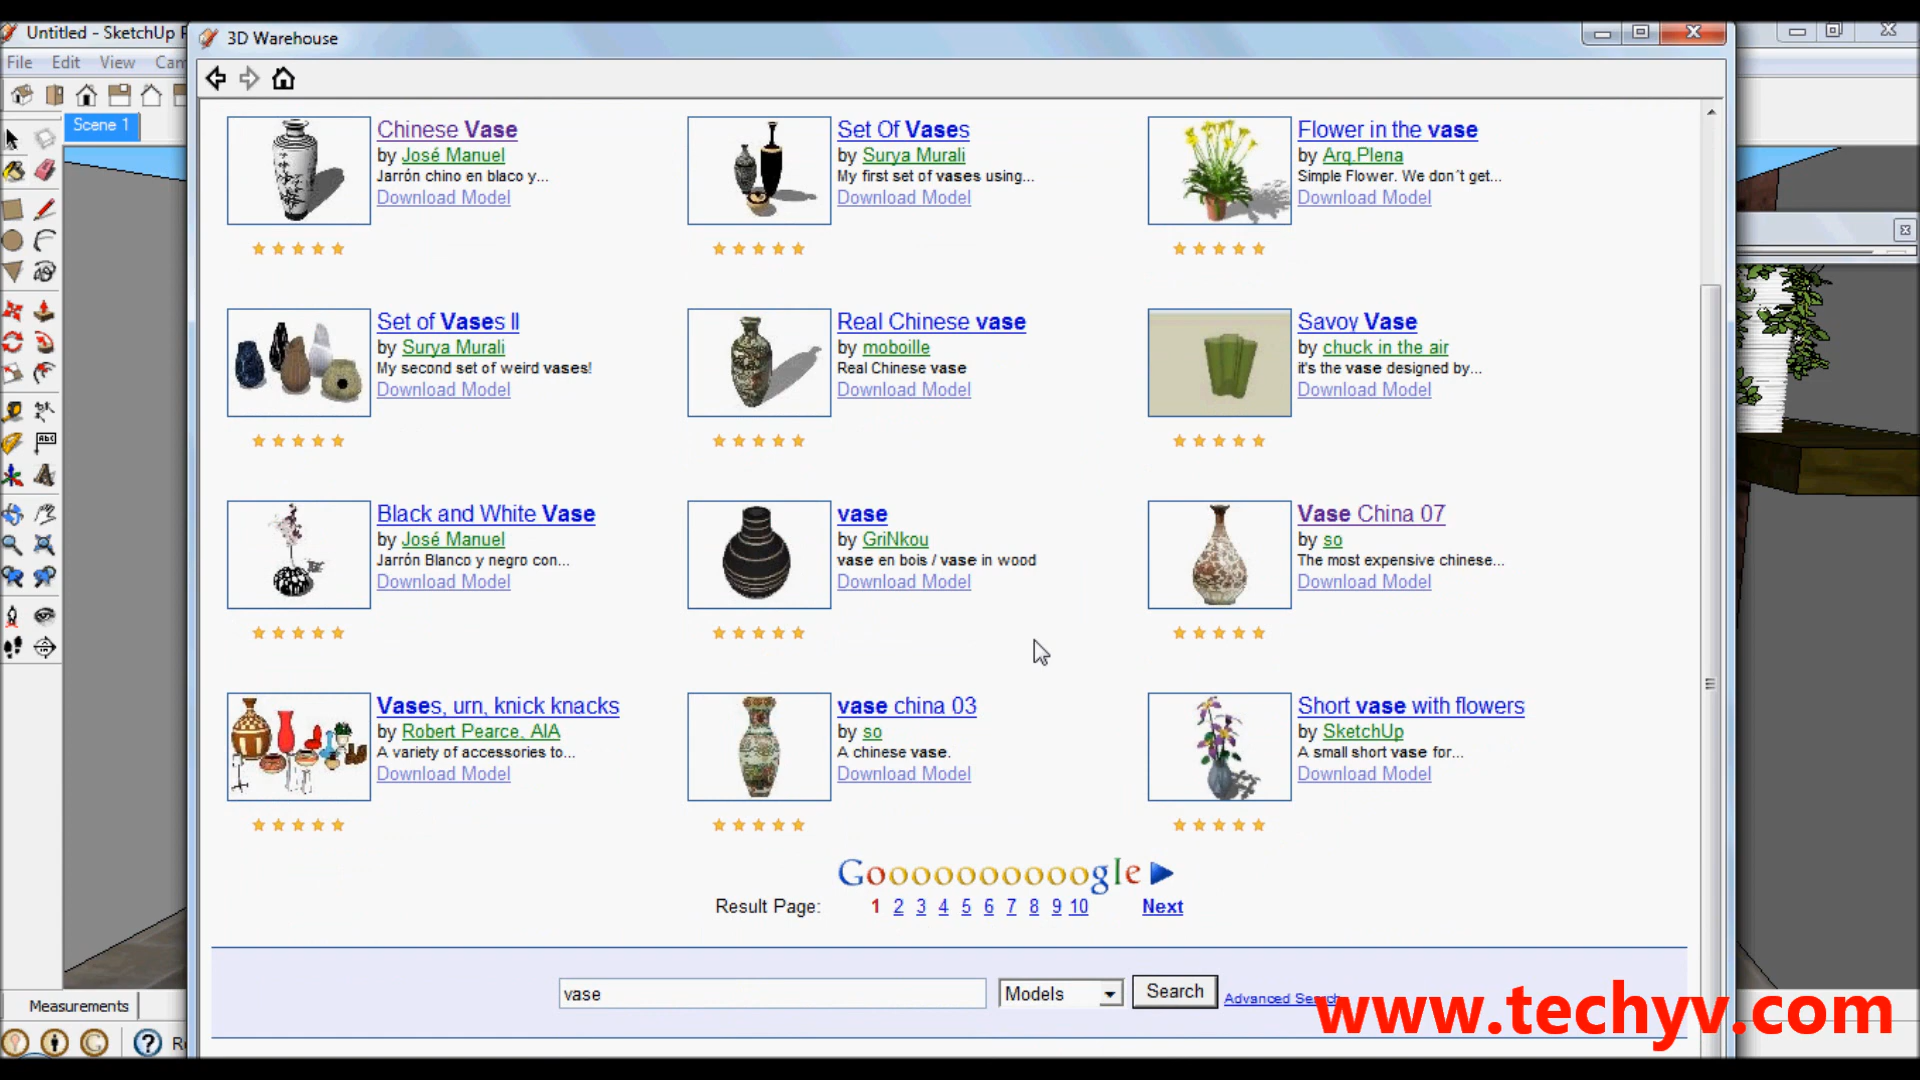 Untitled - SketchUp P
3D Warehouse
File Edit View Cam
Scene 1
Chinese Vase
by José Manuel
Jarrón chino en blaco y...
Download Model
Set Of Vases
by Surya Murali
My first set of vases using...
Download Model
Flower in the vase
by Arq.Plena
Simple Flower. We don´t get...
Download Model
Set of Vases II
by Surya Murali
My second set of weird vases!
Download Model
Real Chinese vase
by moboille
Real Chinese vase
Download Model
Savoy Vase
by chuck in the air
it's the vase designed by...
Download Model
Black and White Vase
by José Manuel
Jarrón Blanco y negro con...
Download Model
vase
by GriNkou
vase en bois / vase in wood
Download Model
Vase China 07
by so
The most expensive chinese...
Download Model
Vases, urn, knick knacks
by Robert Pearce, AIA
A variety of accessories to...
Download Model
vase china 03
by so
A chinese vase.
Download Model
Short vase with flowers
by SketchUp
A small short vase for...
Download Model
Goooooooooogle
Result Page: 1 2 3 4 5 6 7 8 9 10 Next
vase Models Search Advanced Search
www.techyv.com
Measurements